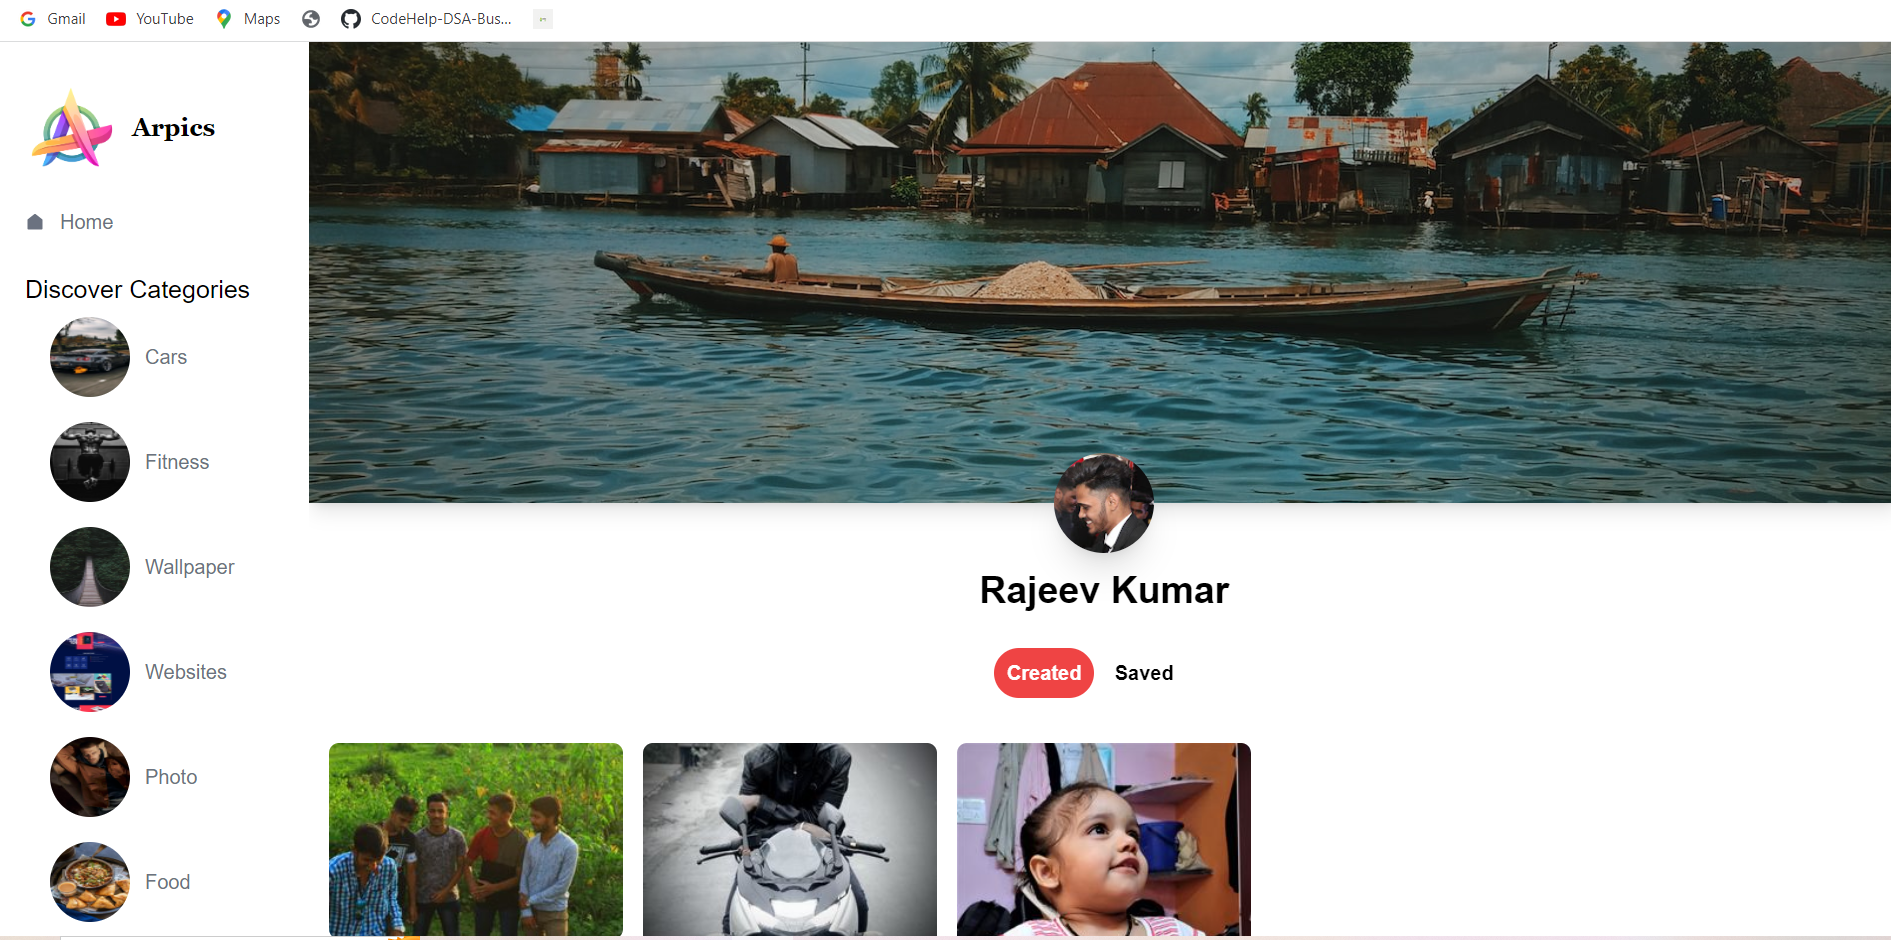 Gmail
YouTube
Maps
CodeHelp-DSA-Bus...
Arpics
Home
Discover Categories
Cars
Fitness
Wallpaper
Websites
Photo
Food
Rajeev Kumar
Created
Saved